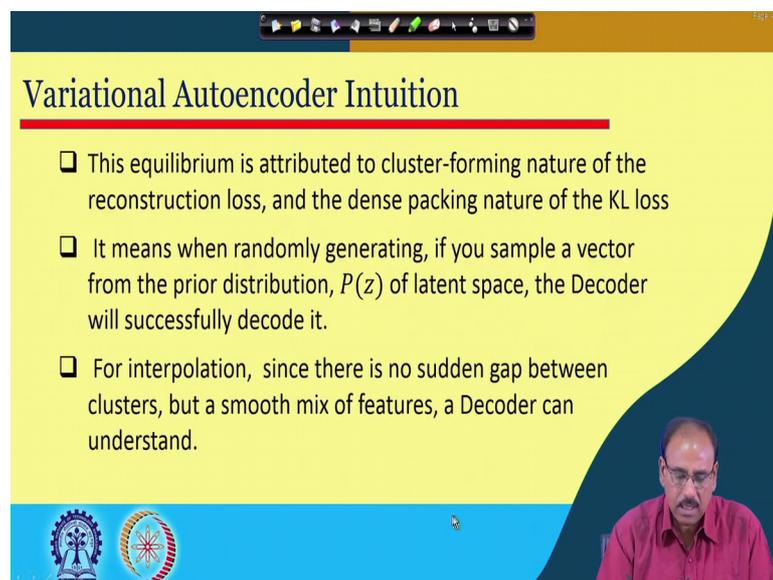 Page
Variational Autoencoder Intuition
This equilibrium is attributed to cluster-forming nature of the
reconstruction loss, and the dense packing nature of the KL loss
It means when randomly generating, if you sample a vector
from the prior distribution, P(z) of latent space, the Decoder
will successfully decode it.
For interpolation, since there is no sudden gap between
clusters, but a smooth mix of features, a Decoder can
understand.